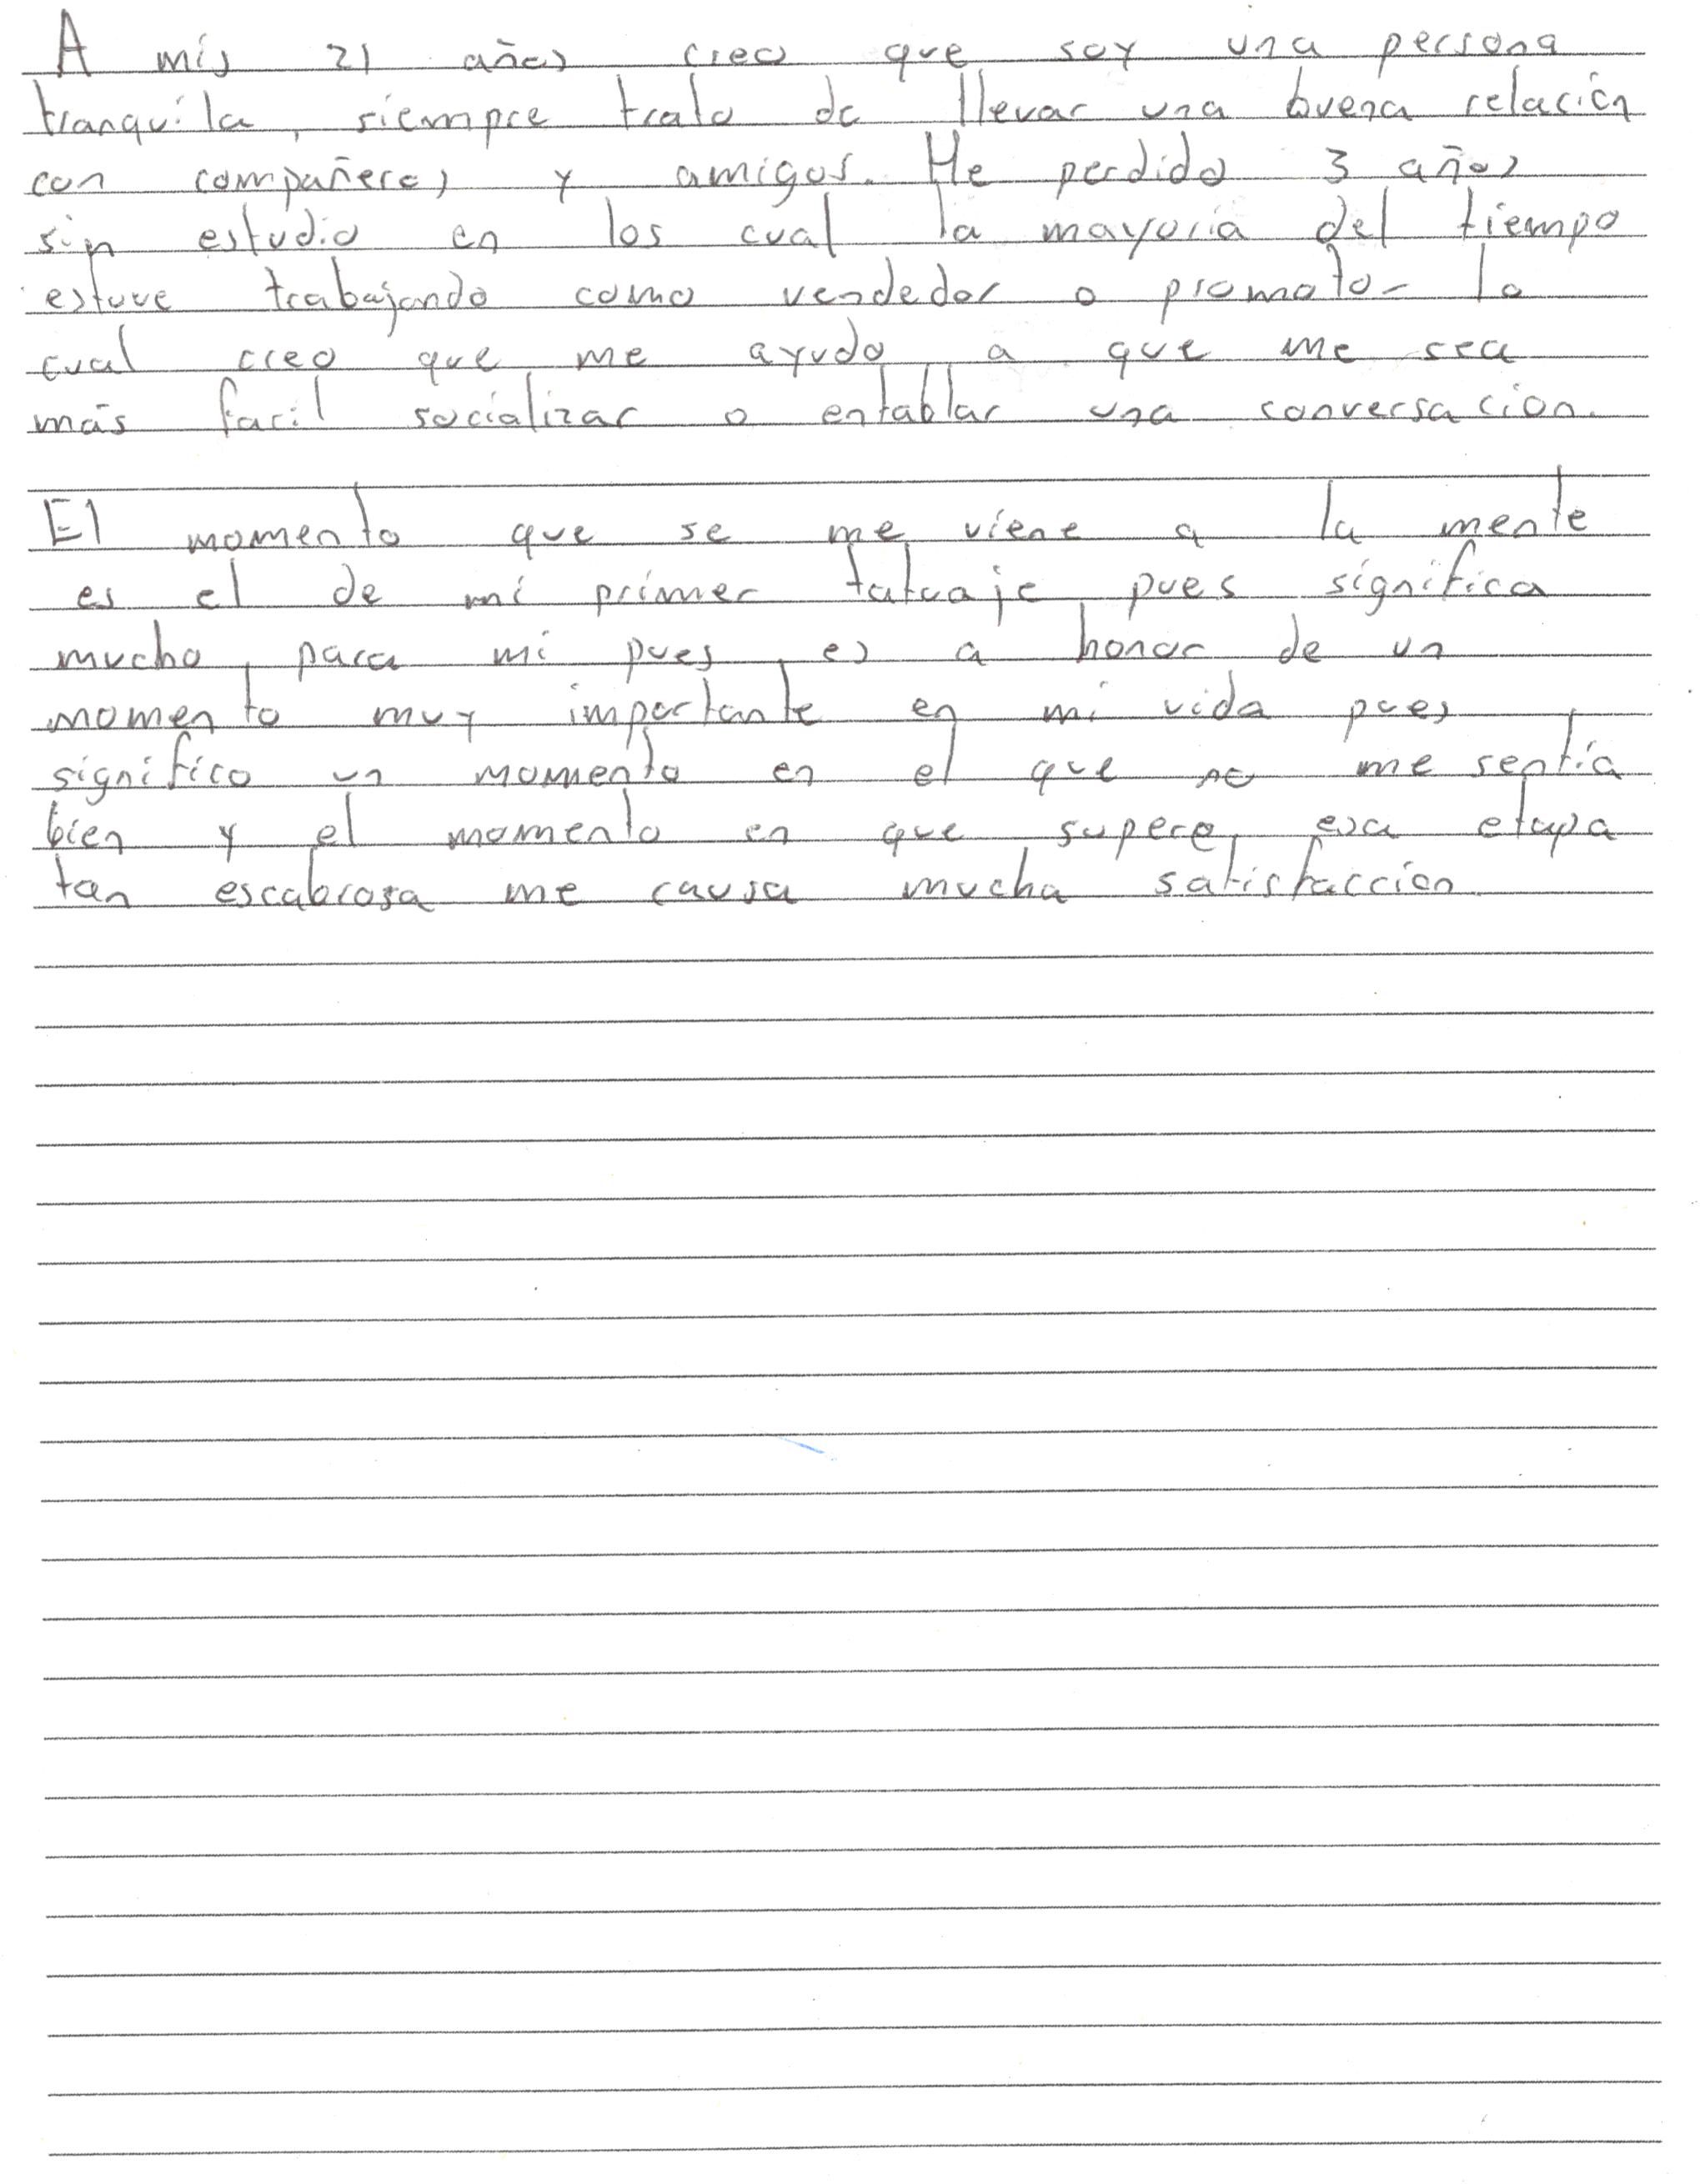 A mis 21 años creo que soy una persona
tranquila, siempre trato de llevar una buena relación
con compañeros y amigos. He perdido 3 años
sin estudio en los cual la mayoría del tiempo
estuve trabajando como vendedor o promotor lo
cual creo que me ayudo a que me sea
más facil socializar o entablar una conversacion.
El momento que se me viene a la mente
es el de mi primer tatuaje pues significa
mucho para mi pues es a honor de un
momento muy importante en mi vida pues
significo un momento en el que no me sentía
bien y el momento en que supere esa etapa
tan escabrosa me causa mucha satisfaccion